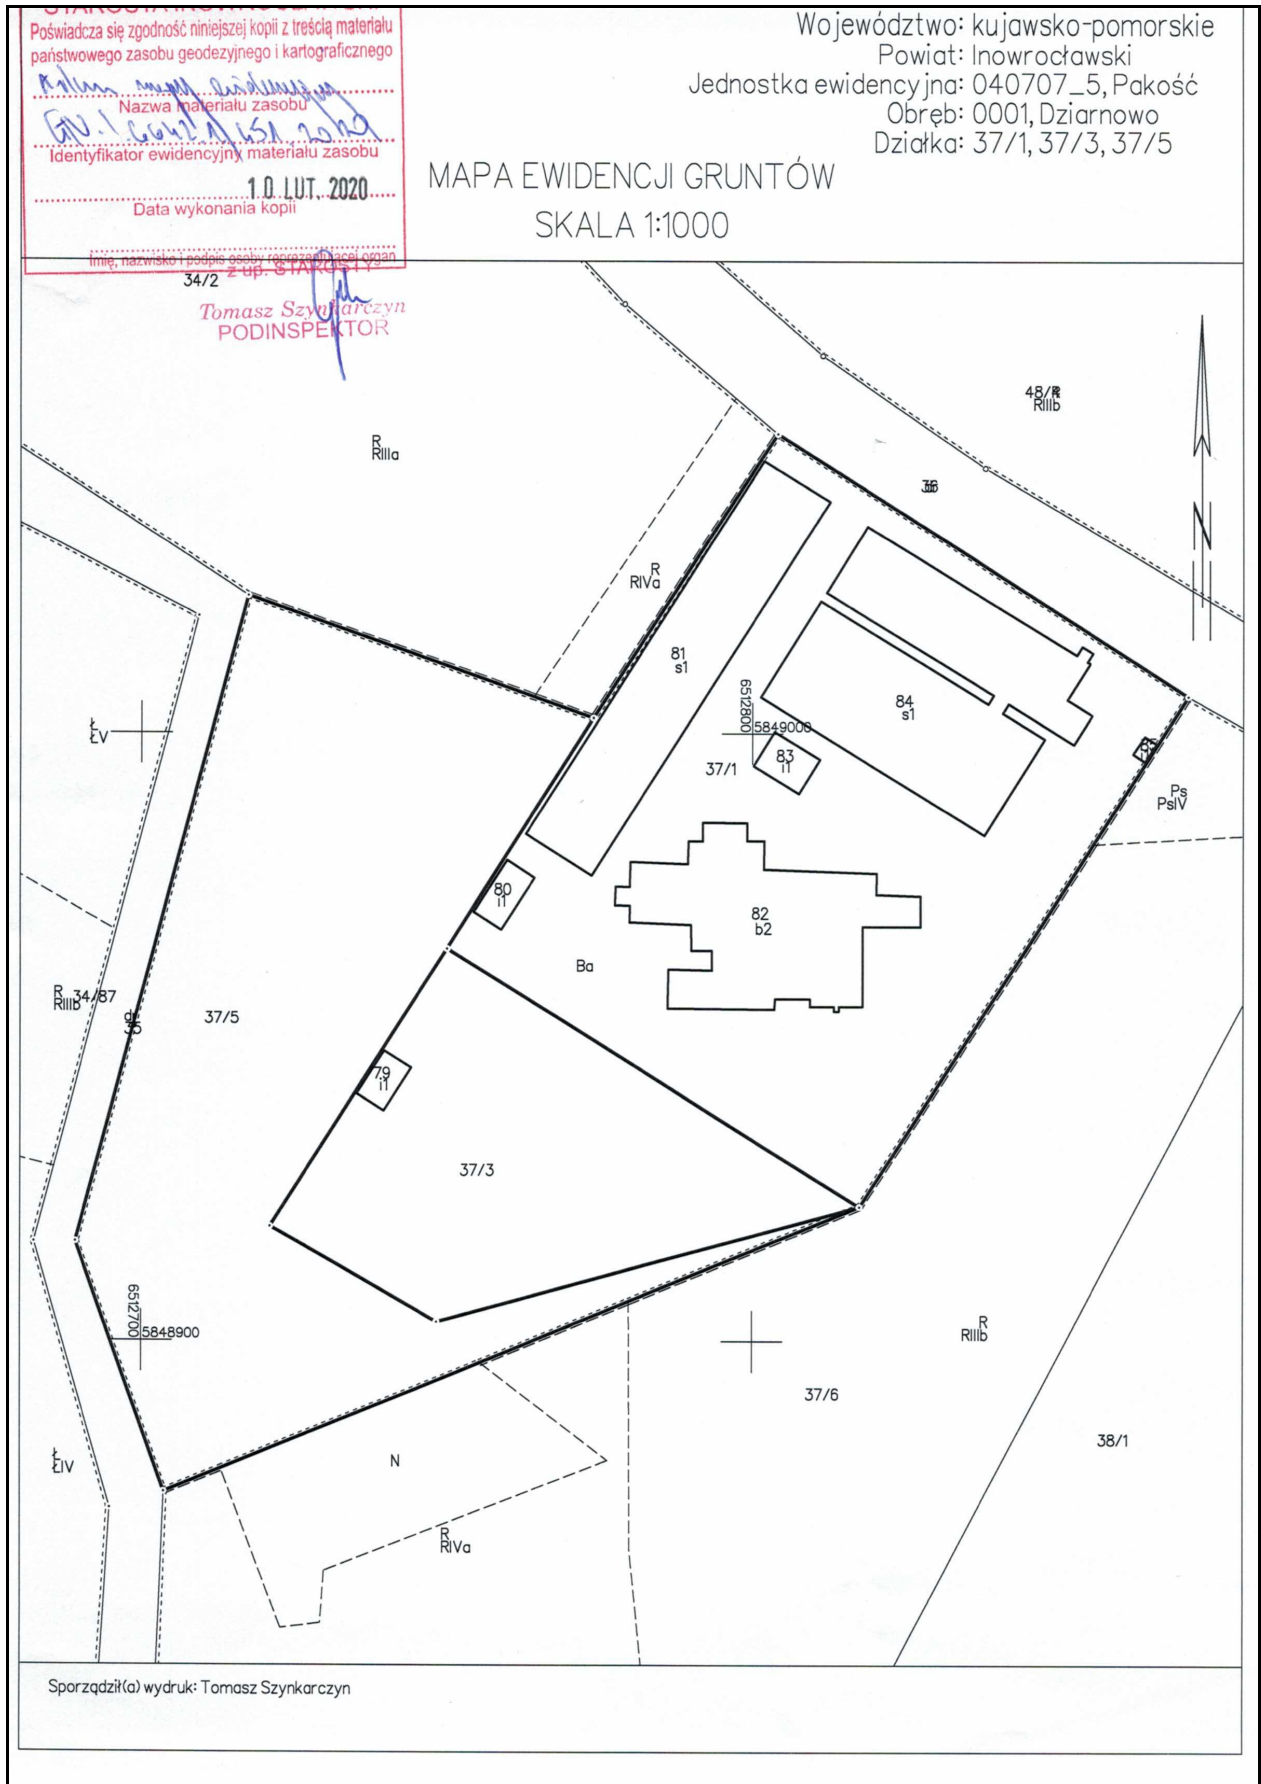 Poświadcza się zgodność niniejszej kopii z treścią materiału
państwowego zasobu geodezyjnego i kartograficznego
Nazwa materiału zasobu
Identyfikator ewidencyjny materiału zasobu
10 LUT. 2020
Data wykonania kopii
Imię, nazwisko i podpis osoby reprezentującej organ
z up. STAROSTY
Tomasz Szynkarczyn
PODINSPEKTOR
Województwo: kujawsko-pomorskie
Powiat: Inowrocławski
Jednostka ewidencyjna: 040707_5, Pakość
Obręb: 0001, Dziarnowo
Działka: 37/1, 37/3, 37/5
MAPA EWIDENCJI GRUNTÓW
SKALA 1:1000
34/2
48/4
RIIIb
R
RIIIa
36
N
R
RIVa
81
s1
84
s1
6512800
5849000
83
i1
37/1
Ps
PsIV
Ł
ŁV
80
i1
82
b2
Ba
R
RIIIb
34/87
37/5
79
i1
37/3
6512700
5848900
R
RIIIb
37/6
38/1
Ł
ŁIV
N
R
RIVa
Sporządził(a) wydruk: Tomasz Szynkarczyn